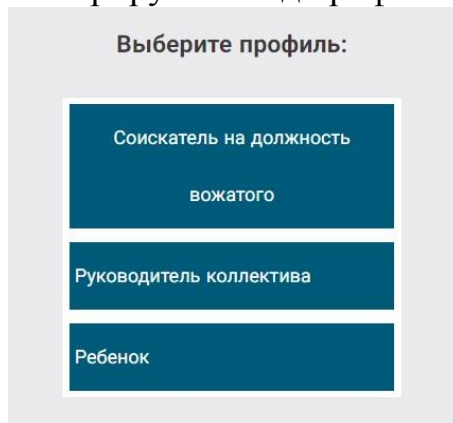 Выберите профиль:
Соискатель на должность
вожатого
Руководитель коллектива
Ребенок